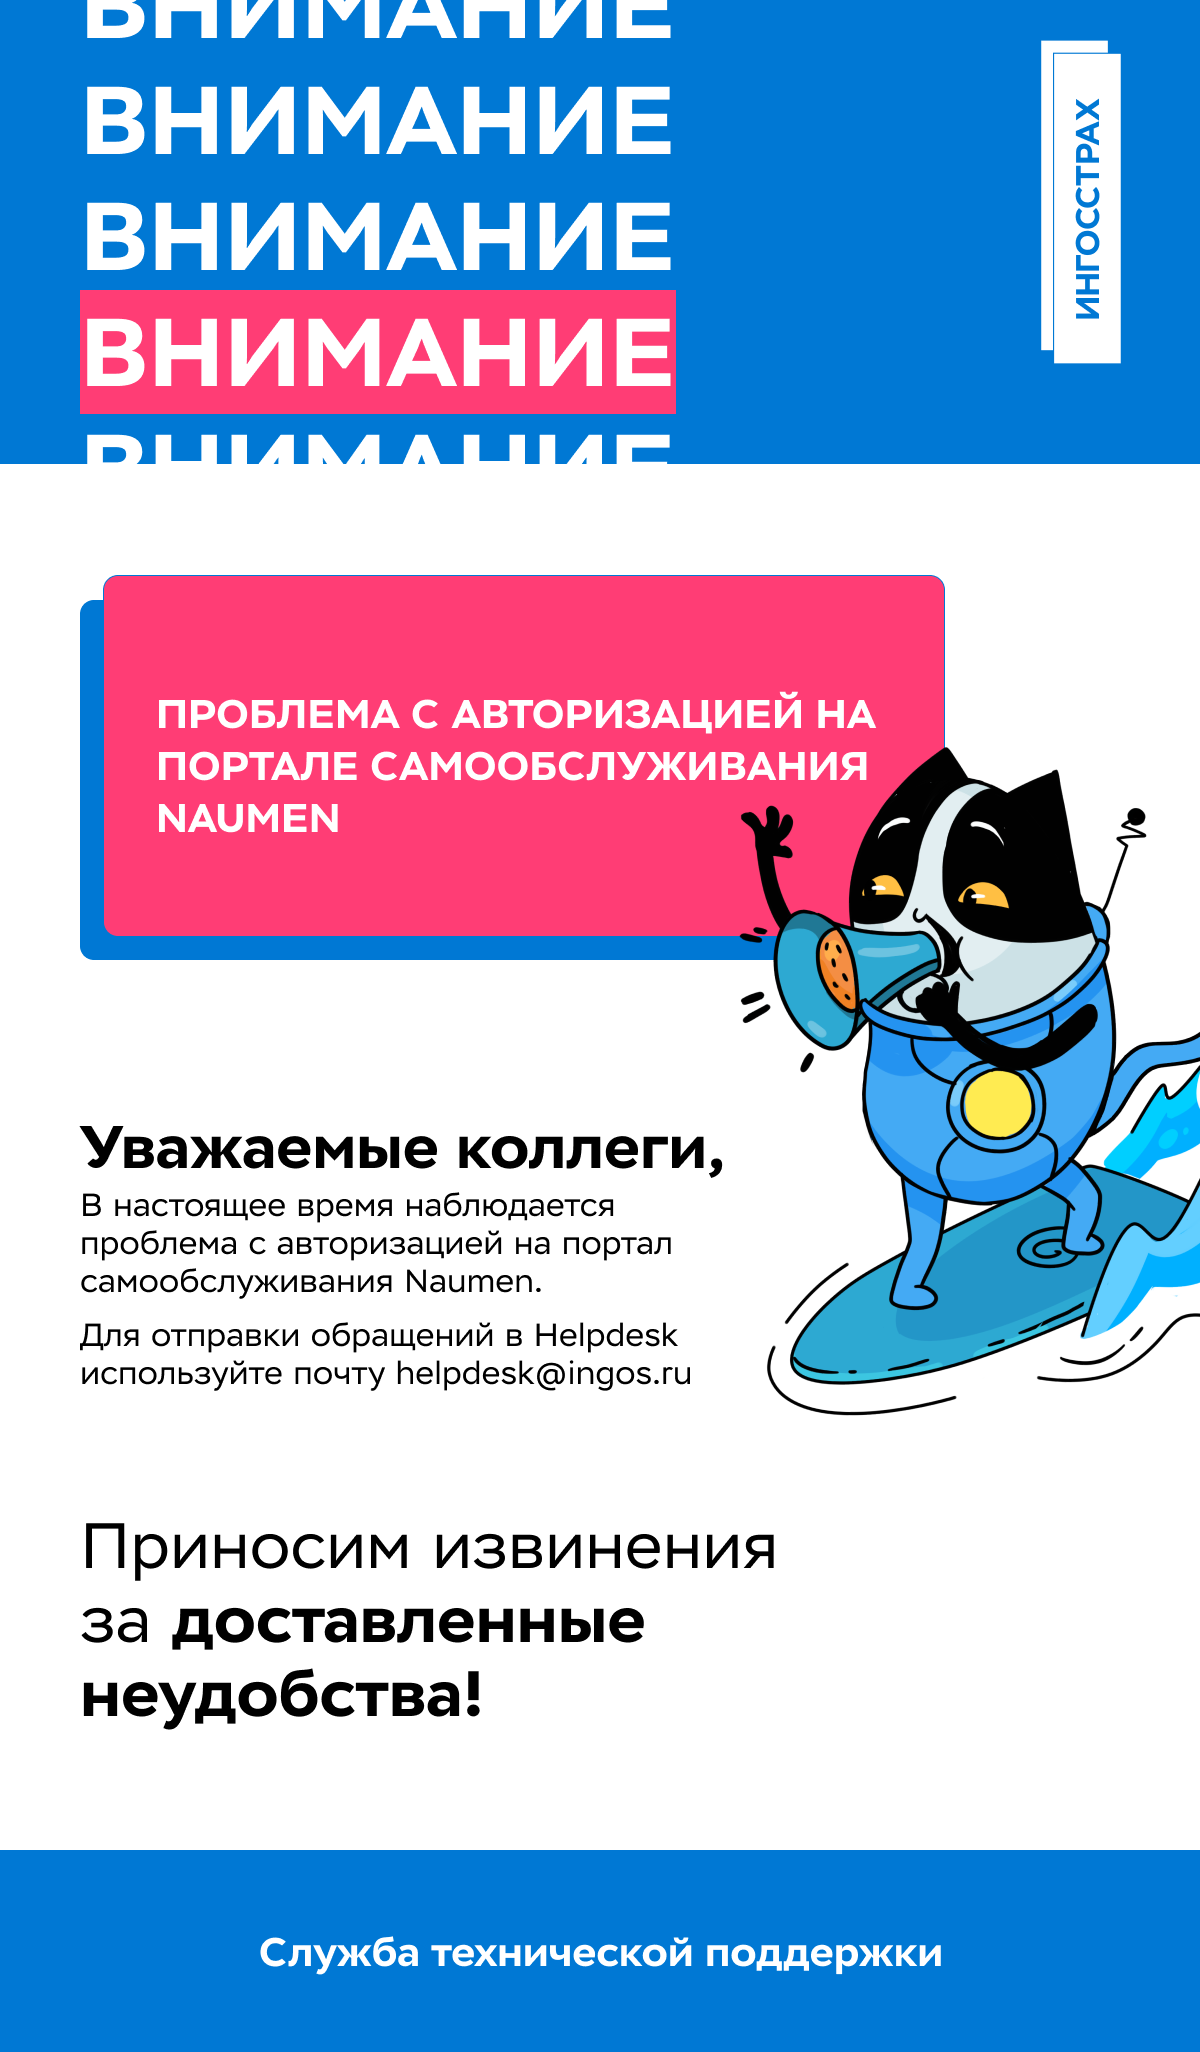 ВНИМАНИЕ
ВНИМАНИЕ
ВНИМАНИЕ
ВНИМАНИЕ
ВНИМАНИЕ
ИНГОССТРАХ
ПРОБЛЕМА С АВТОРИЗАЦИЕЙ НА
ПОРТАЛЕ САМООБСЛУЖИВАНИЯ
NAUMEN
Уважаемые коллеги,
В настоящее время наблюдается
проблема с авторизацией на портал
самообслуживания Naumen.
Для отправки обращений в Helpdesk
используйте почту helpdesk@ingos.ru
Приносим извинения
за доставленные
неудобства!
Служба технической поддержки